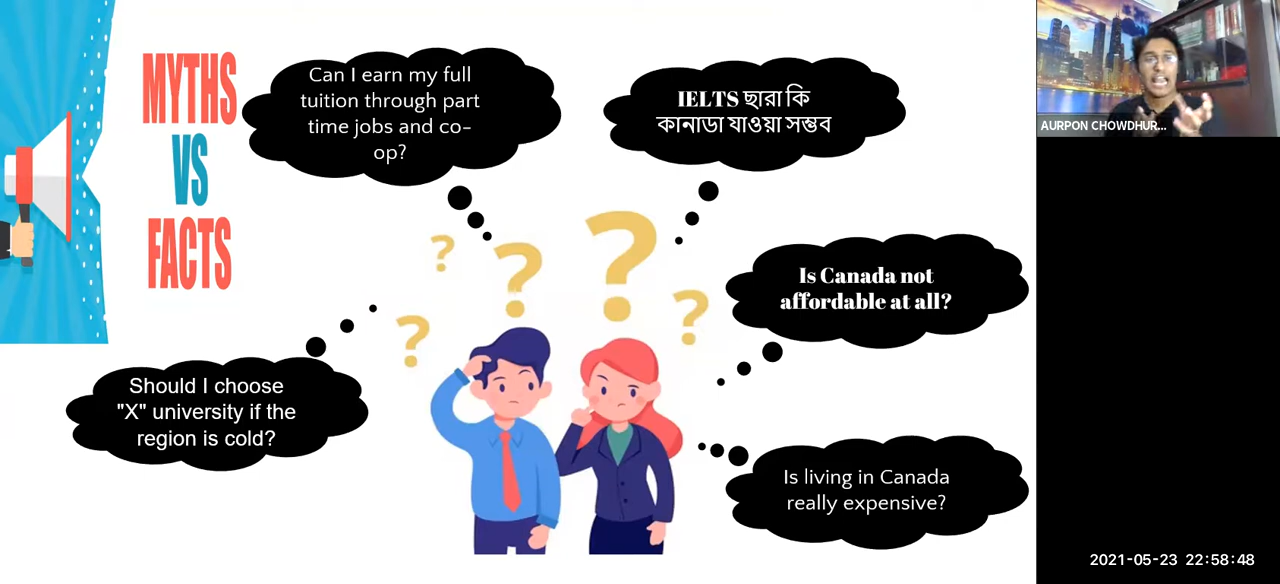 MYTHS
VS
FACTS
Can I earn my full
tuition through part
time jobs and co-
op?
IELTS ছারা কি
কানাডা যাওয়া সম্ভব
Is Canada not
affordable at all?
Should I choose
"X" university if the
region is cold?
Is living in Canada
really expensive?
AURPON CHOWDHUR...
2021-05-23 22:58:48